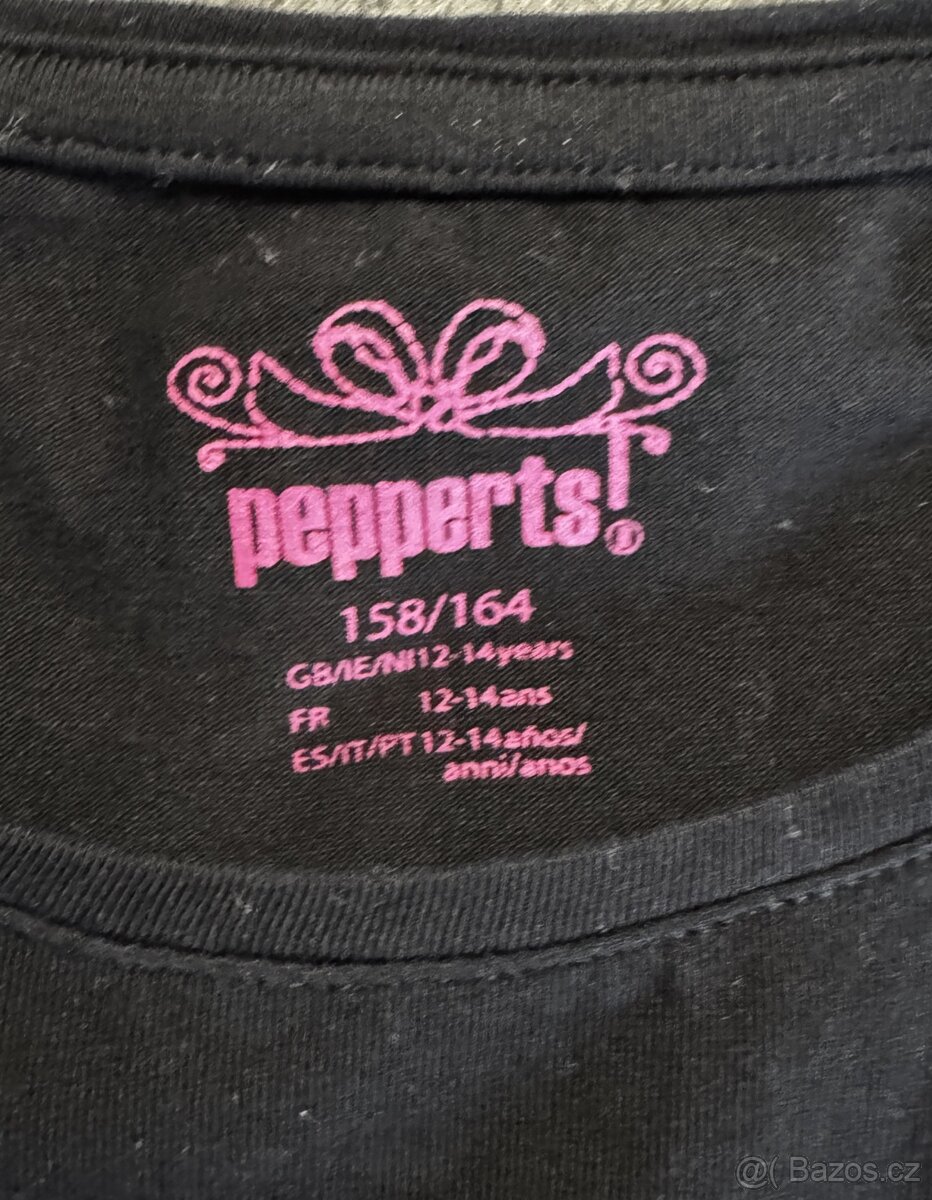 pepperts!®
158/164
GB/IE/NI 12-14 years
FR 12-14 ans
ES/IT/PT 12-14 años/
anni/anos
@( Bazoš.cz